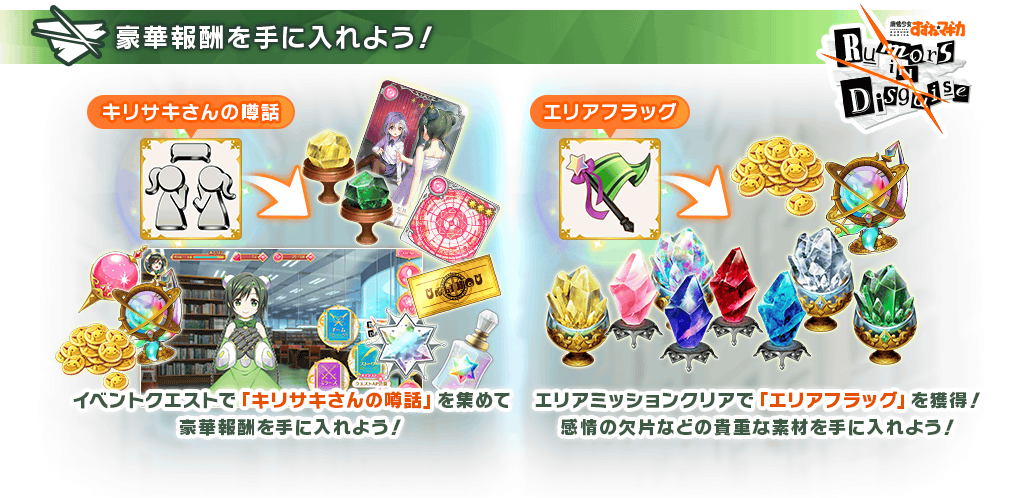 豪華報酬を手に入れよう!
魔惶少女
すずね☆マギカ
Rumors
in
Disguise
キリサキさんの噂話
エリアフラッグ
イベントクエストで「キリサキさんの噂話」を集めて
豪華報酬を手に入れよう!
エリアミッションクリアで「エリアフラッグ」を獲得!
感情の欠片などの貴重な素材を手に入れよう!